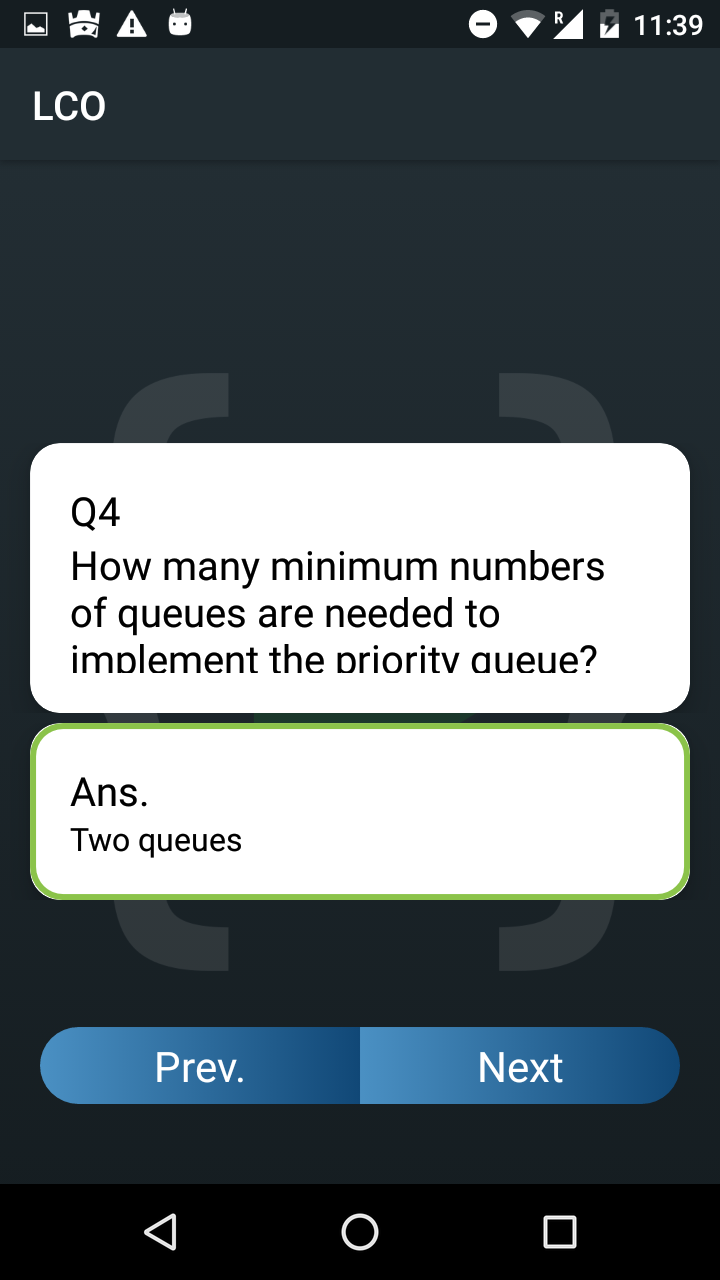 R 11:39
LCO
Q4
How many minimum numbers
of queues are needed to
implement the priority queue?
Ans.
Two queues
Prev. Next